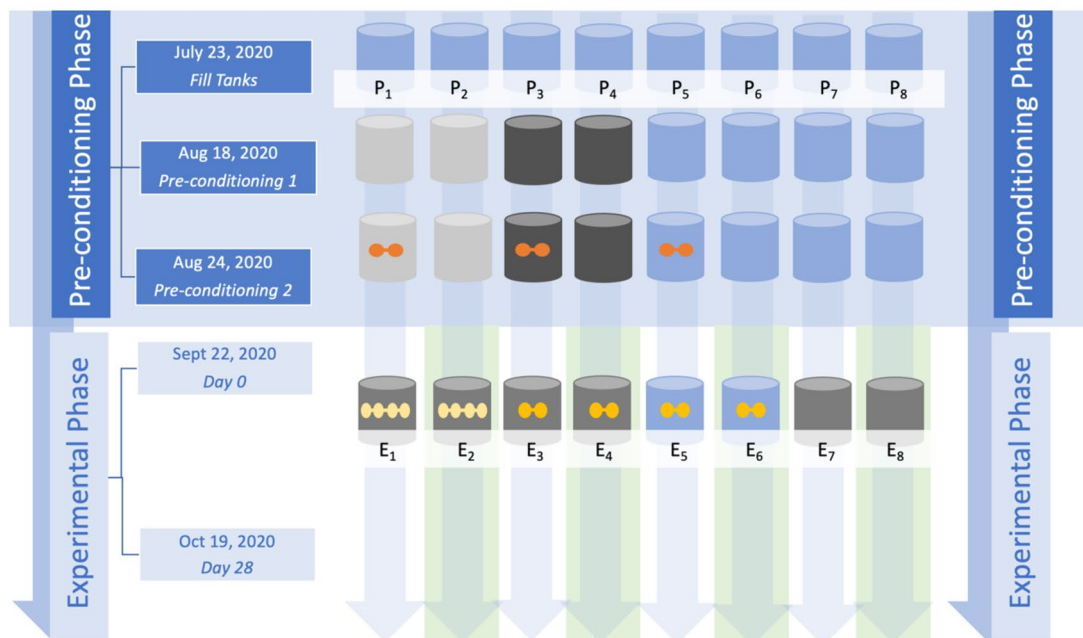 Pre-conditioning Phase
July 23, 2020
Fill Tanks
P1 P2 P3 P4 P5 P6 P7 P8
Aug 18, 2020
Pre-conditioning 1
Aug 24, 2020
Pre-conditioning 2
Pre-conditioning Phase
Experimental Phase
Sept 22, 2020
Day 0
E1 E2 E3 E4 E5 E6 E7 E8
Oct 19, 2020
Day 28
Experimental Phase